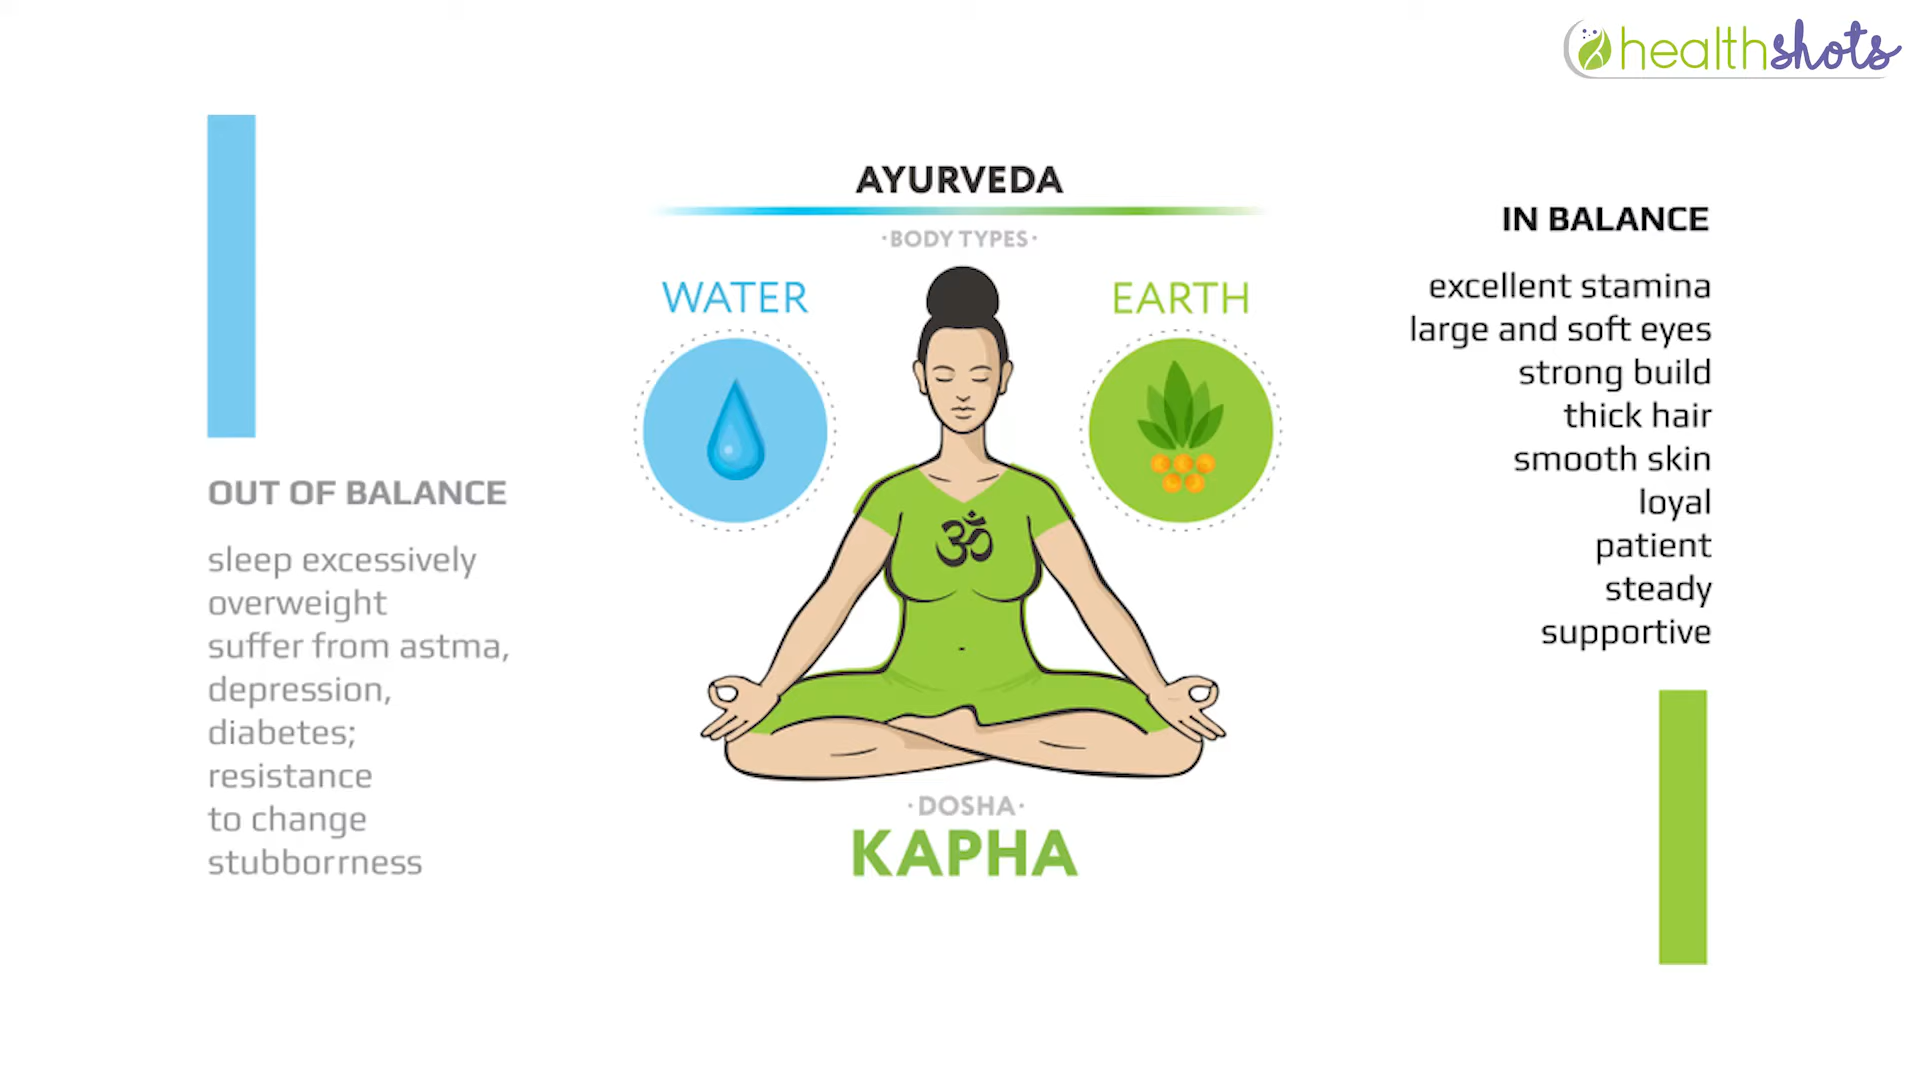 healthshots
AYURVEDA
·BODY TYPES·
WATER
EARTH
ॐ
·DOSHA·
KAPHA
OUT OF BALANCE
sleep excessively
overweight
suffer from astma,
depression,
diabetes;
resistance
to change
stubborrness
IN BALANCE
excellent stamina
large and soft eyes
strong build
thick hair
smooth skin
loyal
patient
steady
supportive